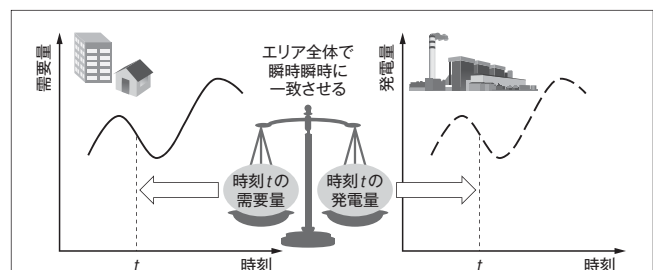 需要量
エリア全体で
瞬時瞬時に
一致させる
時刻tの
需要量
時刻tの
発電量
t
時刻
発電量
t
時刻